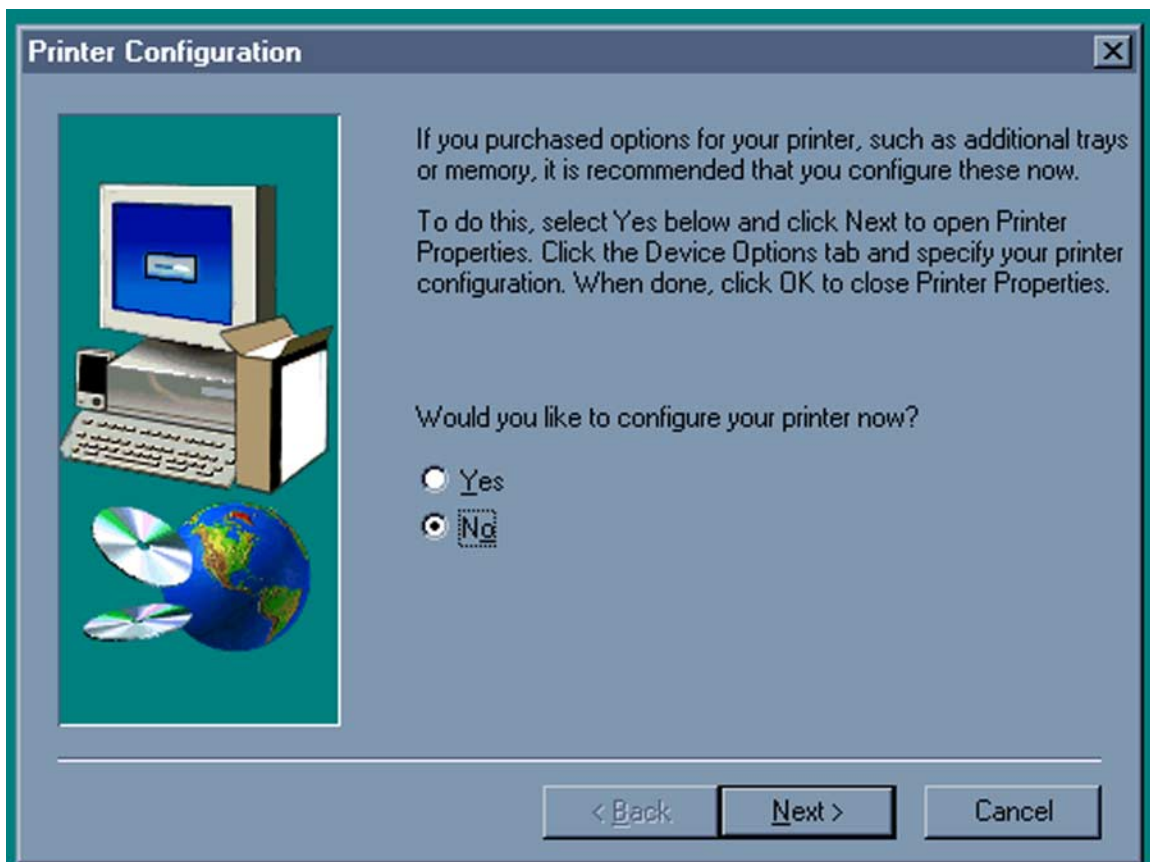 Printer Configuration
If you purchased options for your printer, such as additional trays
or memory, it is recommended that you configure these now.
To do this, select Yes below and click Next to open Printer
Properties. Click the Device Options tab and specify your printer
configuration. When done, click OK to close Printer Properties.
Would you like to configure your printer now?
Yes
No
< Back
Next >
Cancel